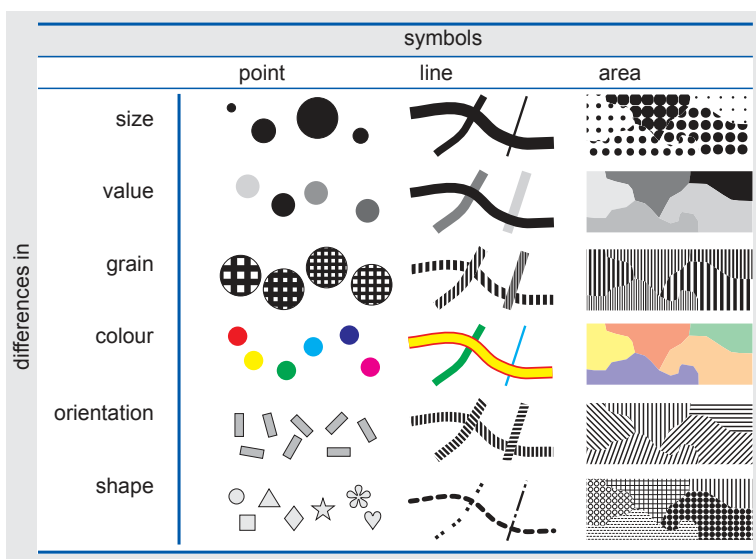 symbols
point line area
differences in
size
value
grain
colour
orientation
shape